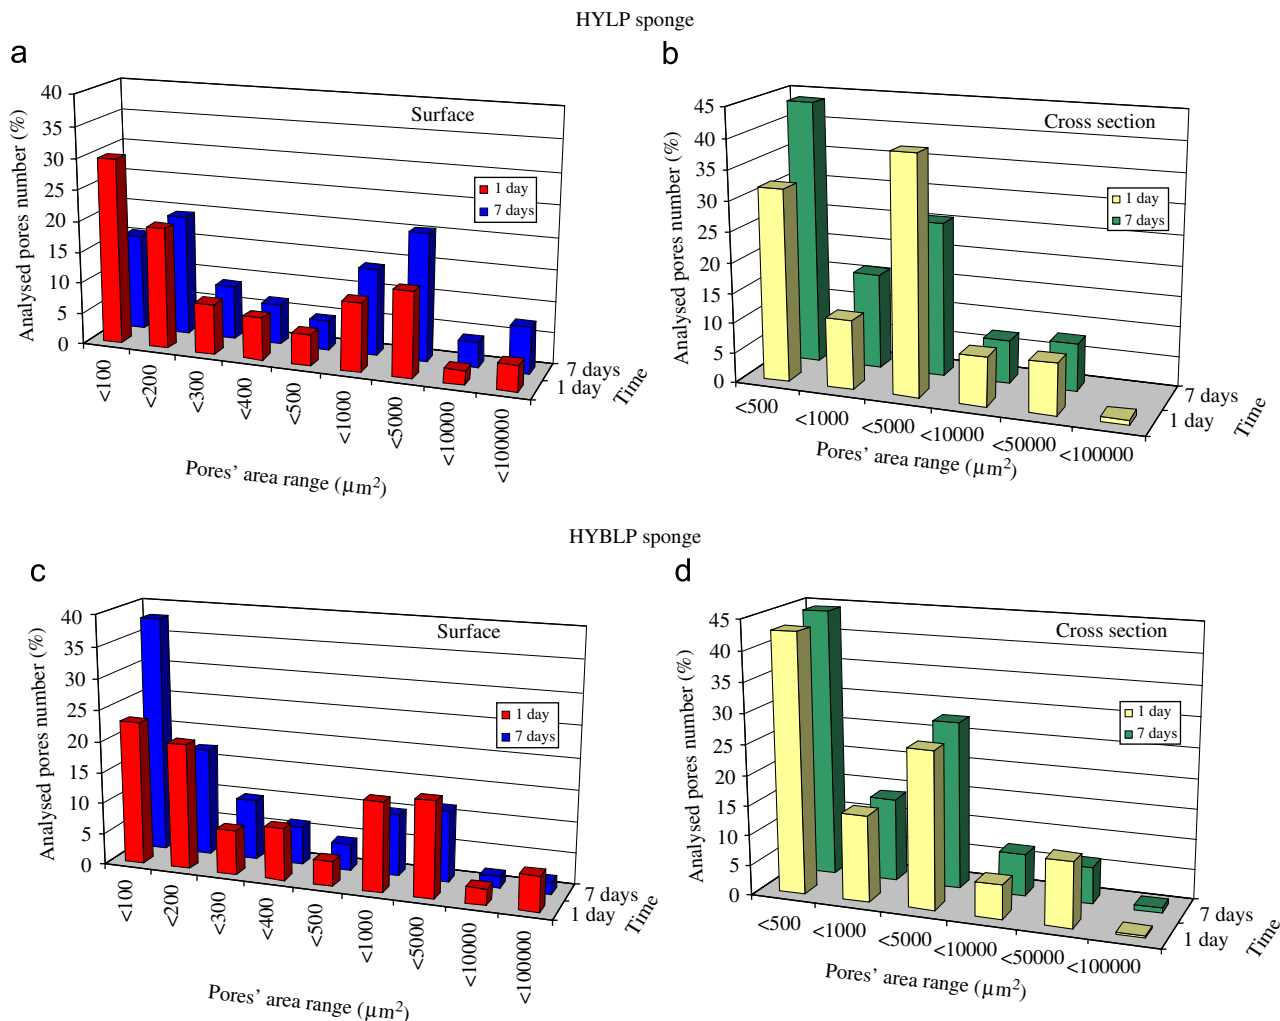 HYLP sponge
a
Surface
Analysed pores number (%)
40
35
30
25
20
15
10
5
0
1 day
7 days
<100
<200
<300
<400
<500
<1000
<5000
<10000
<100000
7 days
1 day
Time
Pores' area range (µm²)
b
Cross section
Analysed pores number (%)
45
40
35
30
25
20
15
10
5
0
1 day
7 days
<500
<1000
<5000
<10000
<50000
<100000
7 days
1 day
Time
Pores' area range (µm²)
HYBLP sponge
c
Surface
Analysed pores number (%)
40
35
30
25
20
15
10
5
0
1 day
7 days
<100
<200
<300
<400
<500
<1000
<5000
<10000
<100000
7 days
1 day
Time
Pores' area range (µm²)
d
Cross section
Analysed pores number (%)
45
40
35
30
25
20
15
10
5
0
1 day
7 days
<500
<1000
<5000
<10000
<50000
<100000
7 days
1 day
Time
Pores' area range (µm²)